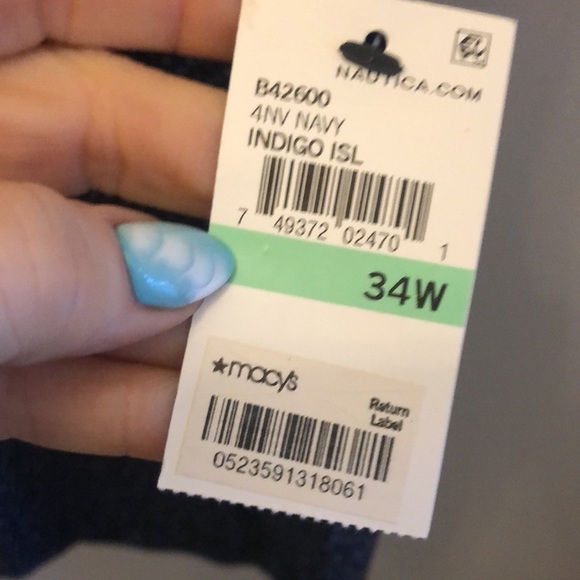 NAUTICA.COM
B42600
4NV NAVY
INDIGO ISL
7 49372 02470 1
34W
★macy's
Return
Label
0523591318061